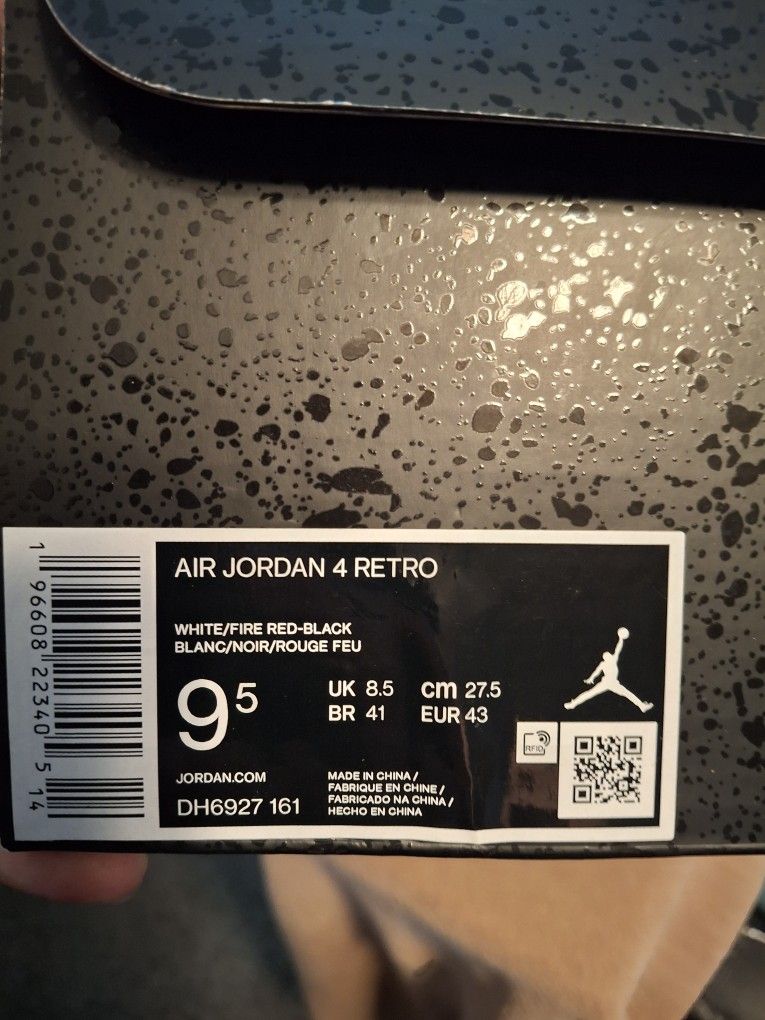 AIR JORDAN 4 RETRO
WHITE/FIRE RED-BLACK
BLANC/NOIR/ROUGE FEU
9 5
UK 8.5 cm 27.5
BR 41 EUR 43
RFID
JORDAN.COM
DH6927 161
MADE IN CHINA /
FABRIQUE EN CHINE /
FABRICADO NA CHINA /
HECHO EN CHINA
1 96608 22340 5 14